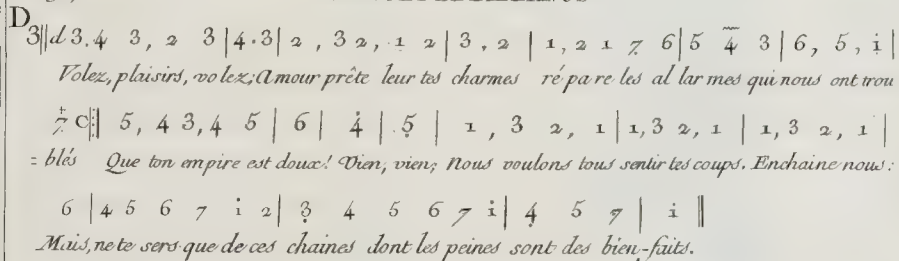 D
3‖d 3.4 3, 2 3|4.3|2 , 3 2, 1 2|3,2|1, 2 1 7 6|5 4 3|6, 5, i|
Volez, plaisirs, volez; Amour prête leur tes charmes répare les allarmes qui nous ont trou
7 C‖ 5, 4 3,4 5|6|4|5|1 , 3 2, 1|1,3 2, 1|1,3 2, 1|
= blés Que ton empire est doux! Vien, vien; Nous voulons tous sentir tes coups. Enchaine nous:
6|4 5 6 7 i 2|3 4 5 6 7 i|4 5 7|i‖
Mais, ne te sers que de ces chaines dont les peines sont des bien-faits.